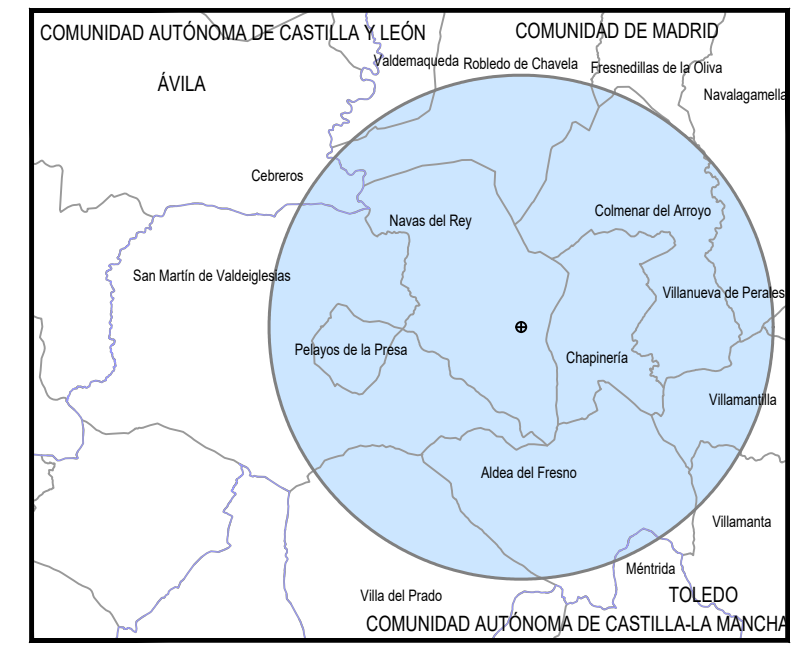 COMUNIDAD AUTÓNOMA DE CASTILLA Y LEÓN
COMUNIDAD DE MADRID
Valdemaqueda
Robledo de Chavela
Fresnedillas de la Oliva
ÁVILA
Navalagamella
Cebreros
Navas del Rey
Colmenar del Arroyo
San Martín de Valdeiglesias
Villanueva de Perales
Pelayos de la Presa
Chapinería
Villamantilla
Aldea del Fresno
Villamanta
Méntrida
Villa del Prado
TOLEDO
COMUNIDAD AUTÓNOMA DE CASTILLA-LA MANCHA